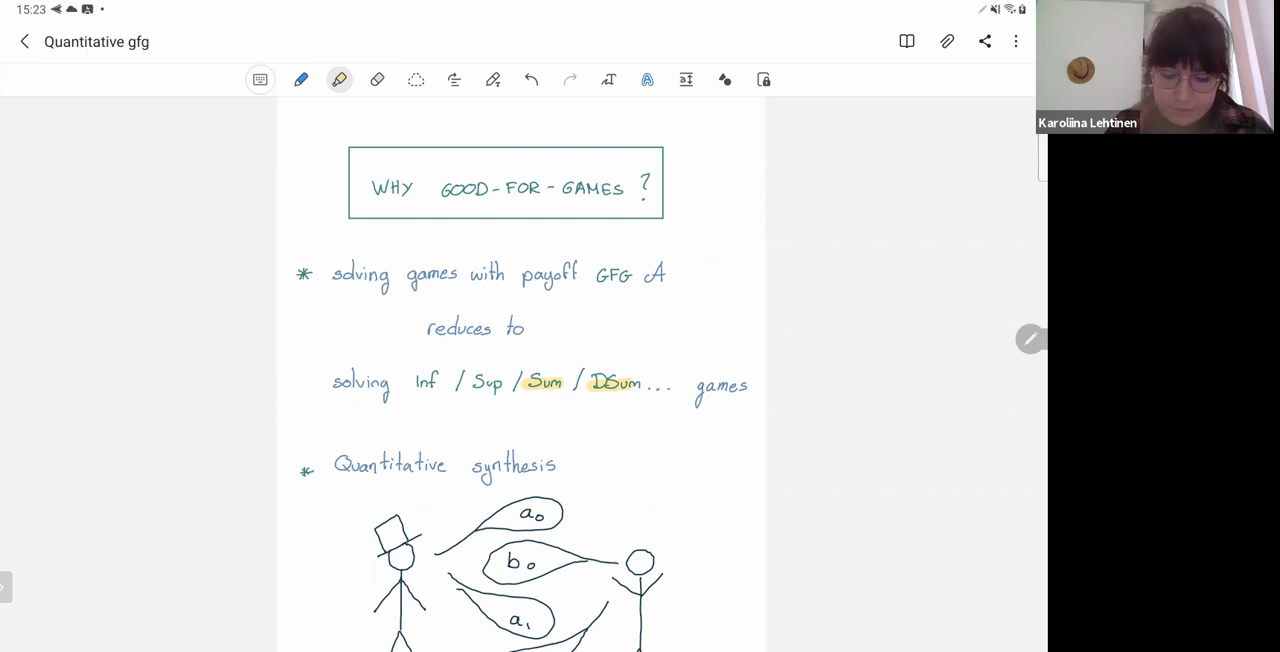 15:23
Quantitative gfg
Karoliina Lehtinen
WHY GOOD-FOR-GAMES?
* solving games with payoff GFG A
reduces to
solving Inf / Sup / Sum / DSum... games
* Quantitative synthesis
a0
b0
a1